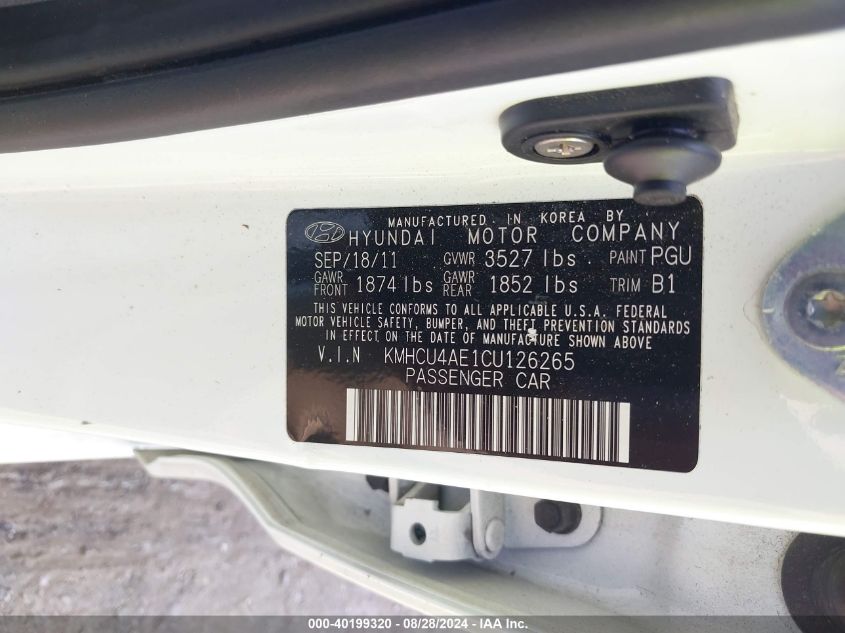 MANUFACTURED IN KOREA BY
HYUNDAI MOTOR COMPANY
SEP/18/11 GVWR 3527 lbs PAINT PGU
GAWR FRONT 1874 lbs GAWR REAR 1852 lbs TRIM B1
THIS VEHICLE CONFORMS TO ALL APPLICABLE U.S.A. FEDERAL
MOTOR VEHICLE SAFETY, BUMPER, AND THEFT PREVENTION STANDARDS
IN EFFECT ON THE DATE OF MANUFACTURE SHOWN ABOVE
V.I.N KMHCU4AE1CU126265
PASSENGER CAR
000-40199320 - 08/28/2024 - IAA Inc.